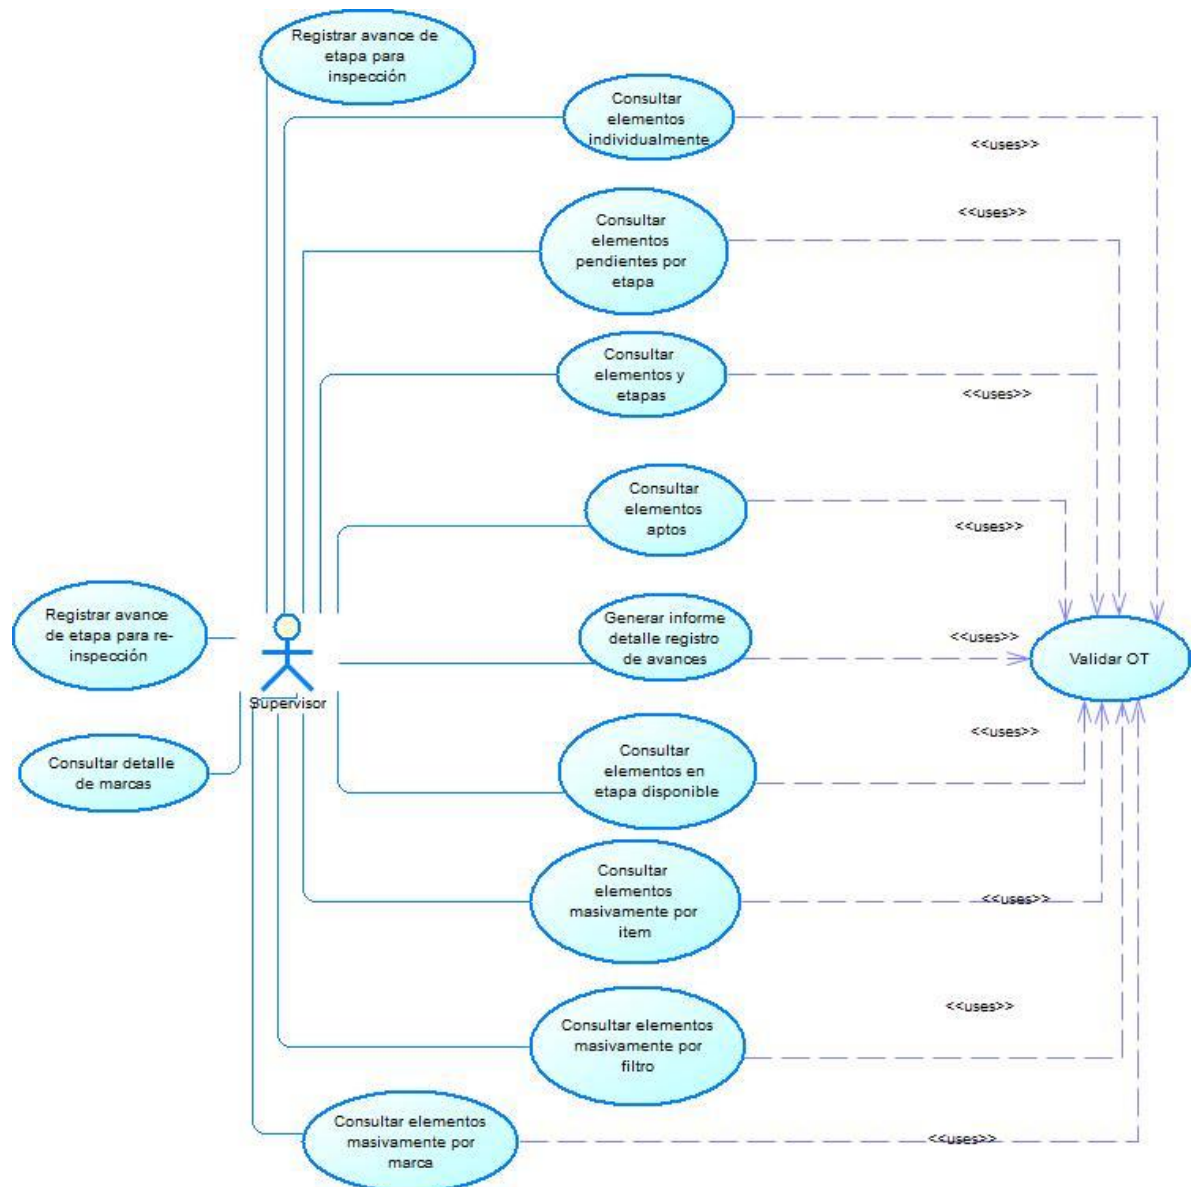 Registrar avance de
etapa para
inspección
Consultar
elementos
individualmente
<<uses>>
Consultar
elementos
pendientes por
etapa
<<uses>>
Consultar
elementos y
etapas
<<uses>>
Consultar
elementos
aptos
<<uses>>
Registrar avance
de etapa para re-
inspección
Supervisor
Generar informe
detalle registro
de avances
<<uses>>
Validar OT
Consultar detalle
de marcas
Consultar
elementos en
etapa disponible
<<uses>>
Consultar
elementos
masivamente por
item
<<uses>>
Consultar elementos
masivamente por
filtro
<<uses>>
Consultar elementos
masivamente por
marca
<<uses>>